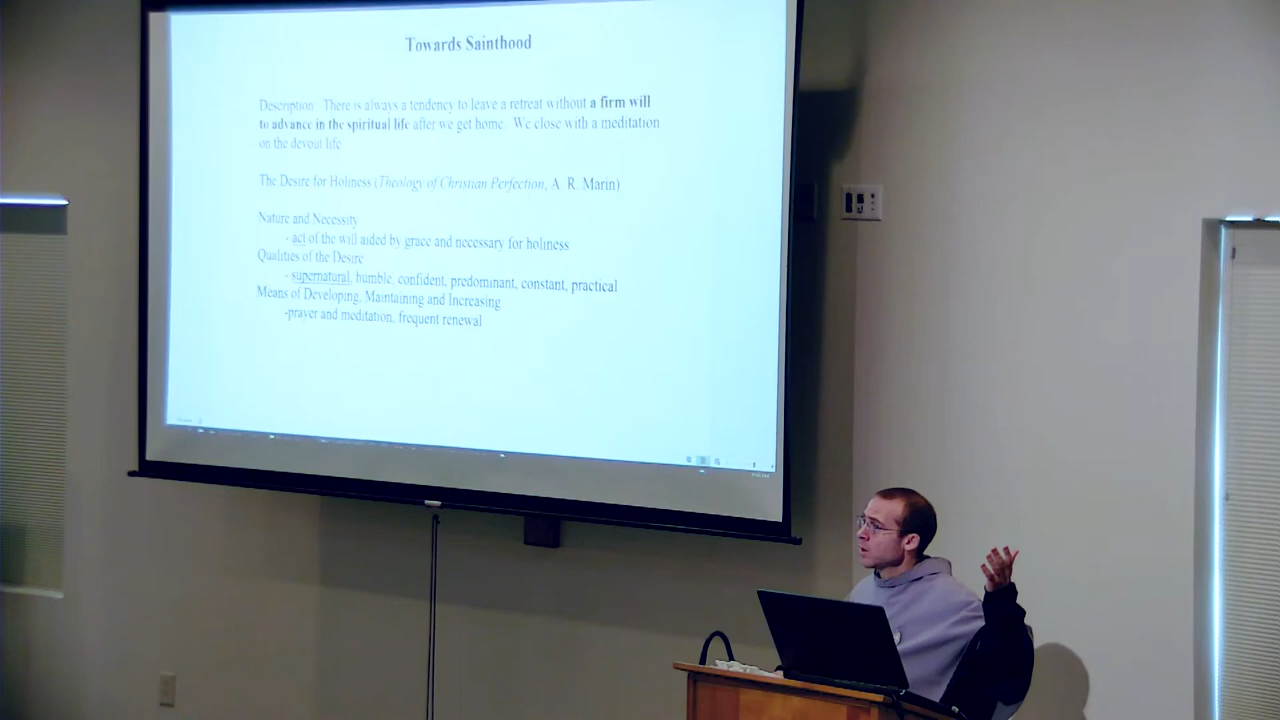 Towards Sainthood
Description: There is always a tendency to leave a retreat without a firm will
to advance in the spiritual life after we get home. We close with a meditation
on the devout life
The Desire for Holiness (Theology of Christian Perfection, A. R. Marin)
Nature and Necessity
- act of the will aided by grace and necessary for holiness
Qualities of the Desire
- supernatural, humble, confident, predominant, constant, practical
Means of Developing, Maintaining and Increasing
-prayer and meditation, frequent renewal